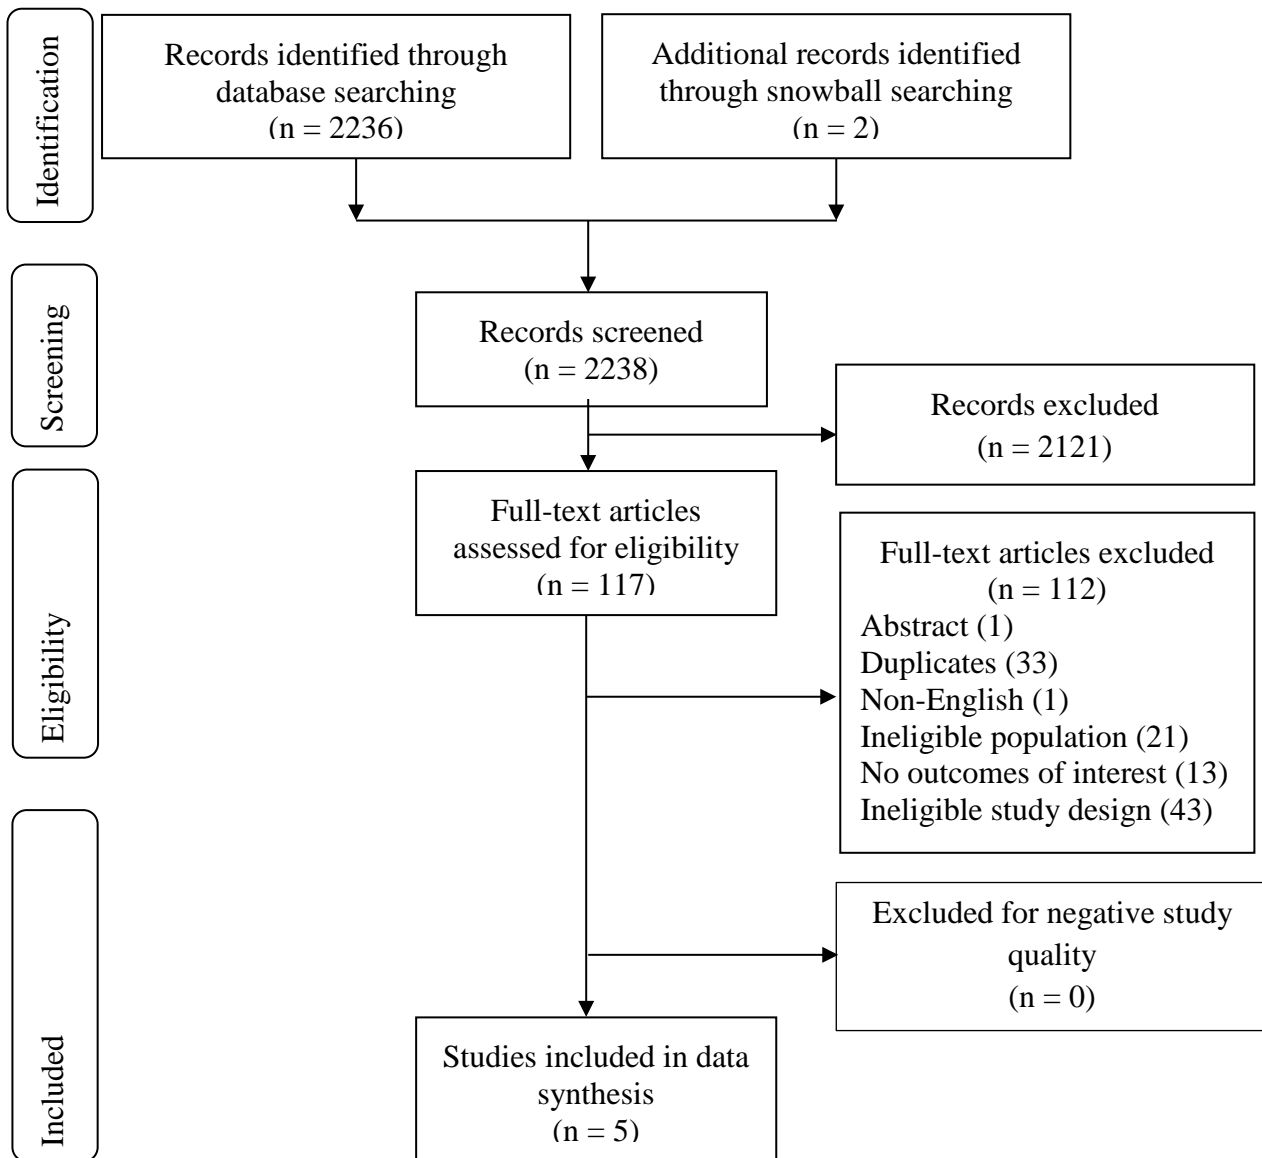 Identification
Records identified through
database searching
(n = 2236)
Additional records identified
through snowball searching
(n = 2)
Screening
Records screened
(n = 2238)
Records excluded
(n = 2121)
Eligibility
Full-text articles
assessed for eligibility
(n = 117)
Full-text articles excluded
(n = 112)
Abstract (1)
Duplicates (33)
Non-English (1)
Ineligible population (21)
No outcomes of interest (13)
Ineligible study design (43)
Included
Excluded for negative study
quality
(n = 0)
Studies included in data
synthesis
(n = 5)